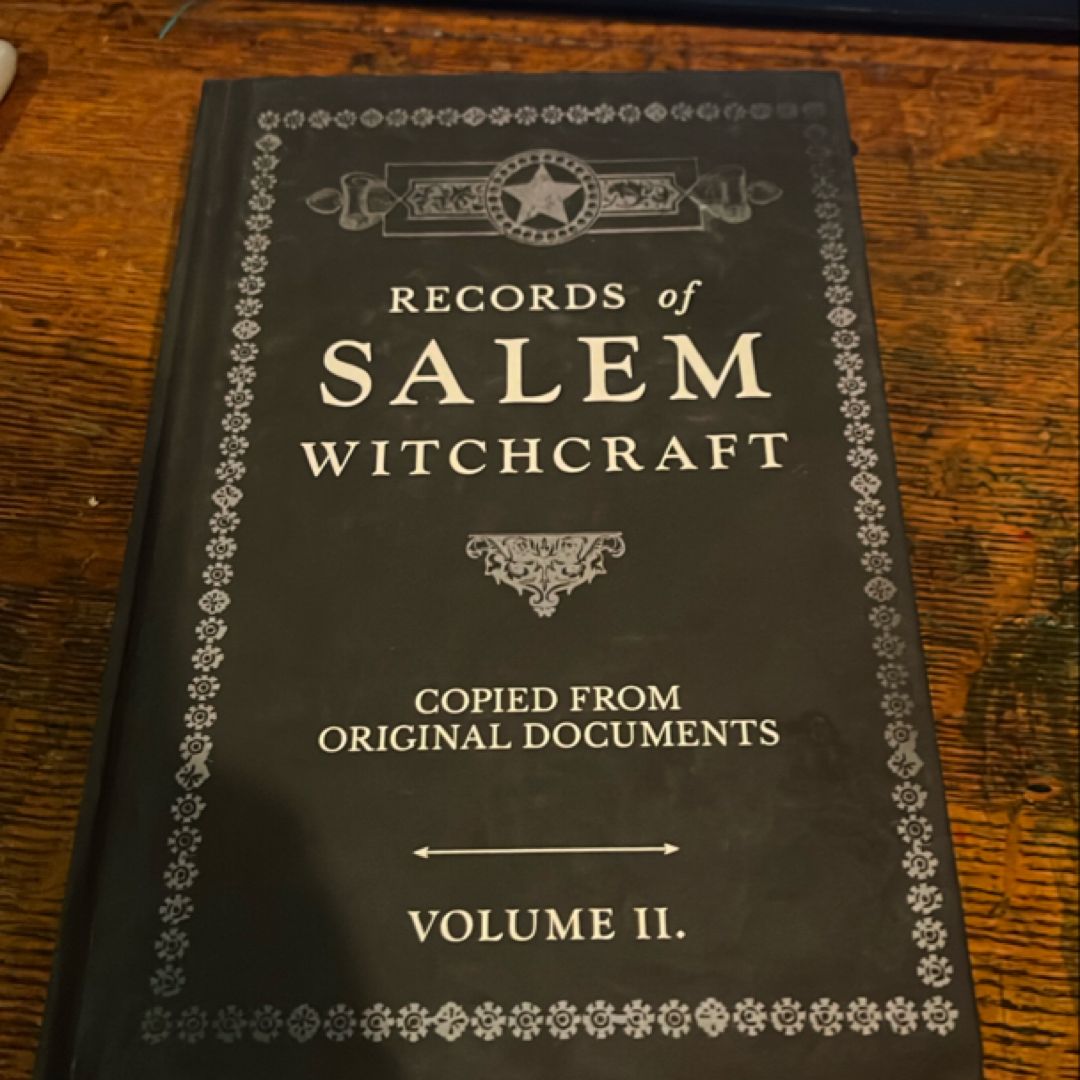 RECORDS of
SALEM
WITCHCRAFT
COPIED FROM
ORIGINAL DOCUMENTS
VOLUME II.